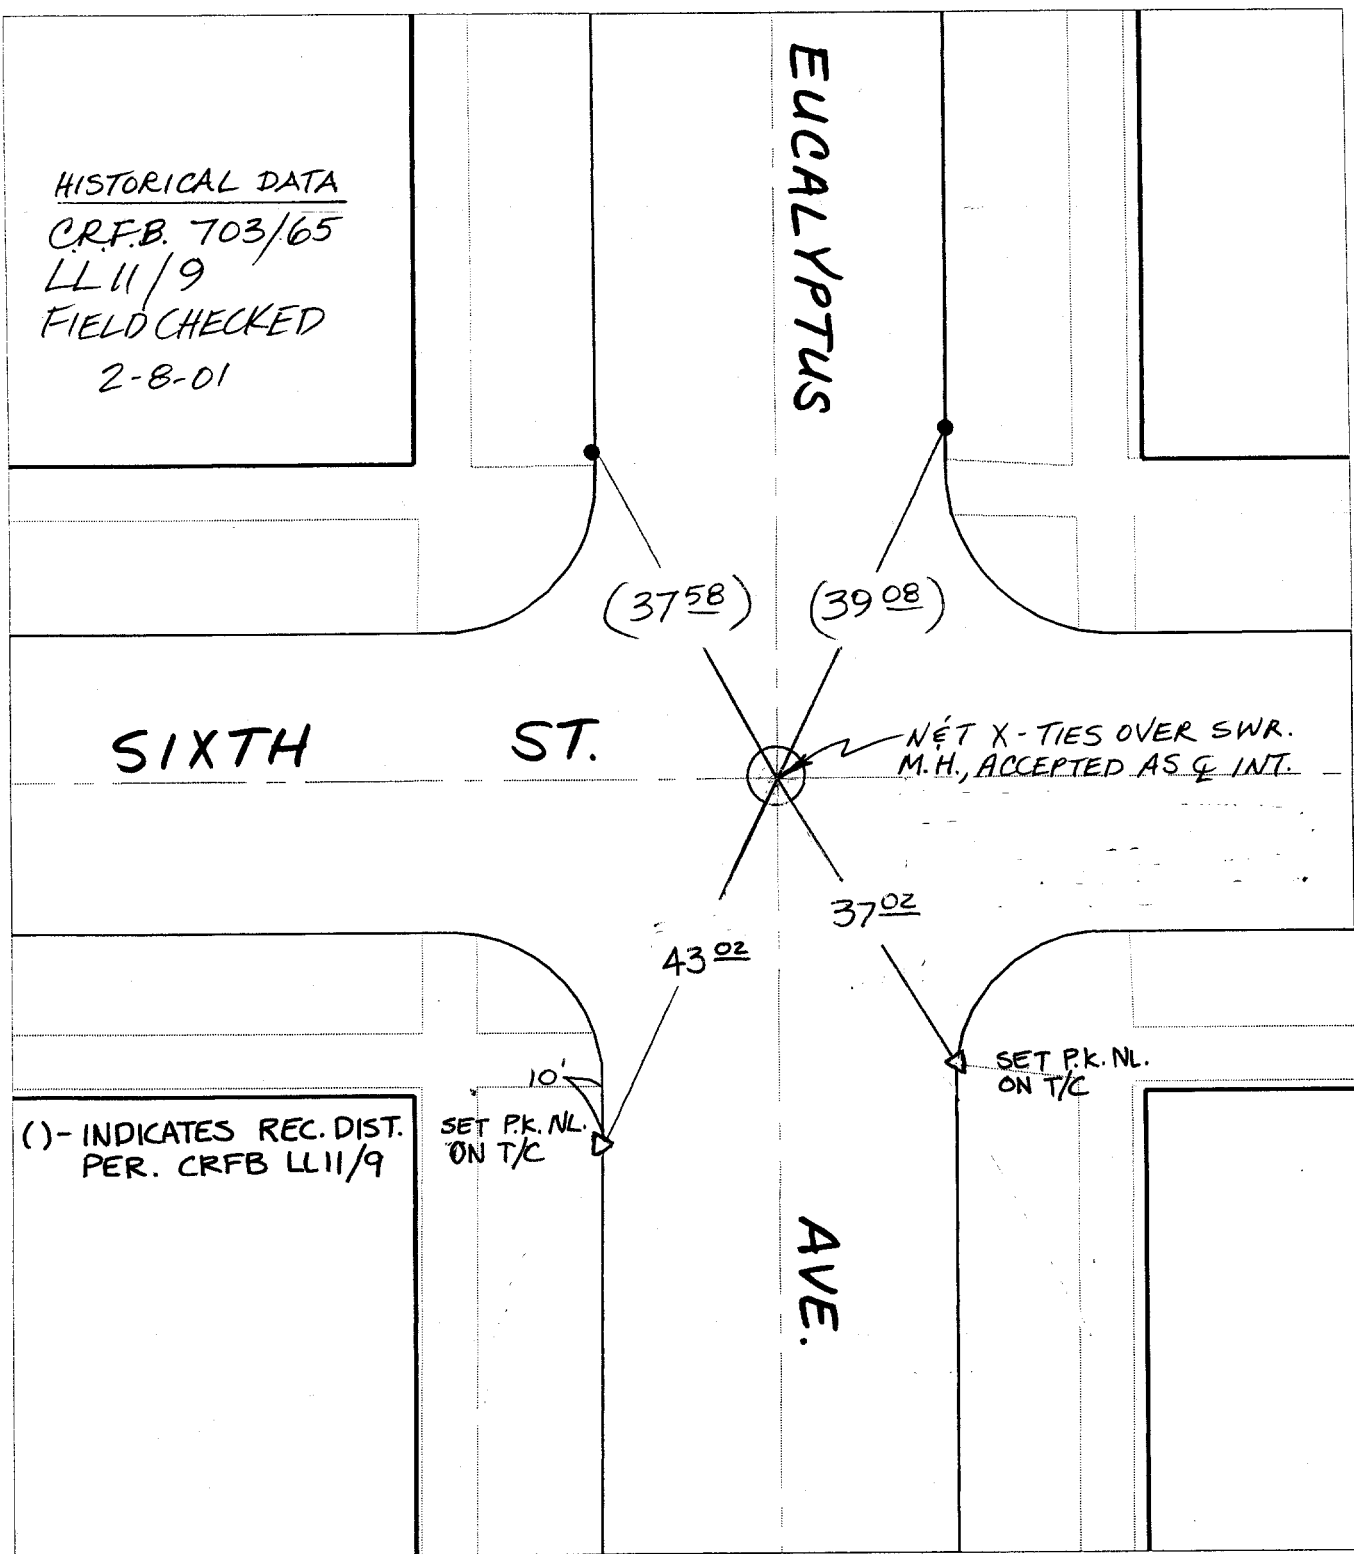 EUCALYPTUS
HISTORICAL DATA
C.R.F.B. 703/65
LL 11/9
FIELD CHECKED
2-8-01
(37 58)
(39 08)
SIXTH ST.
N&T X-TIES OVER SWR.
M.H., ACCEPTED AS ℄ INT.
37 02
43 02
10'
SET P.K. NL.
ON T/C
SET P.K. NL.
ON T/C
()- INDICATES REC. DIST.
PER. CRFB LL11/9
AVE.